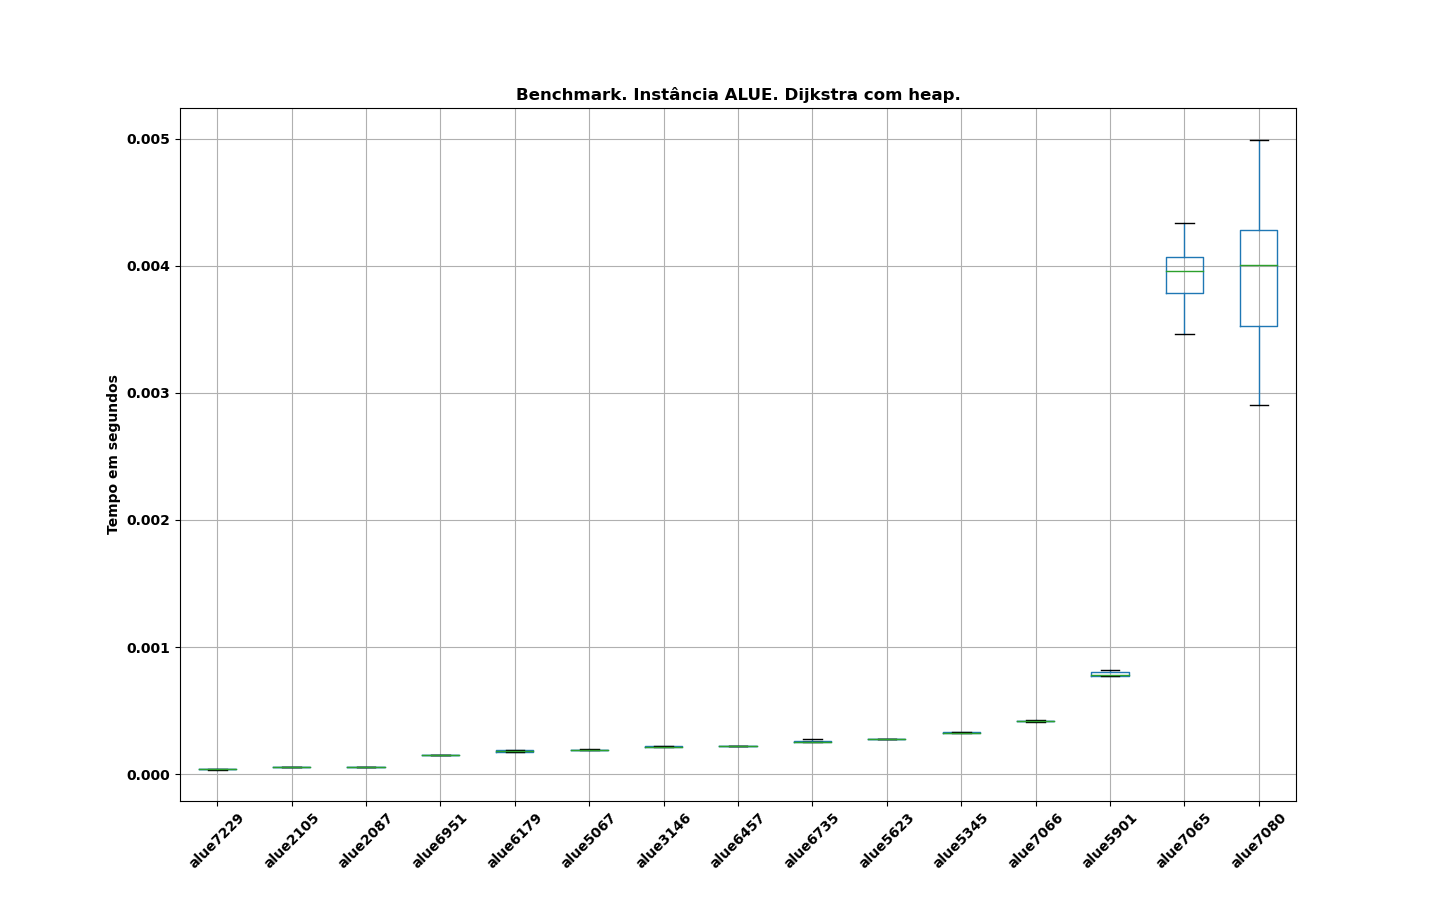 Benchmark. Instância ALUE. Dijkstra com heap.
0.005
0.004
0.003
0.002
0.001
0.000
Tempo em segundos
alue7229
alue2105
alue2087
alue6951
alue6179
alue5067
alue3146
alue6457
alue6735
alue5623
alue5345
alue7066
alue5901
alue7065
alue7080